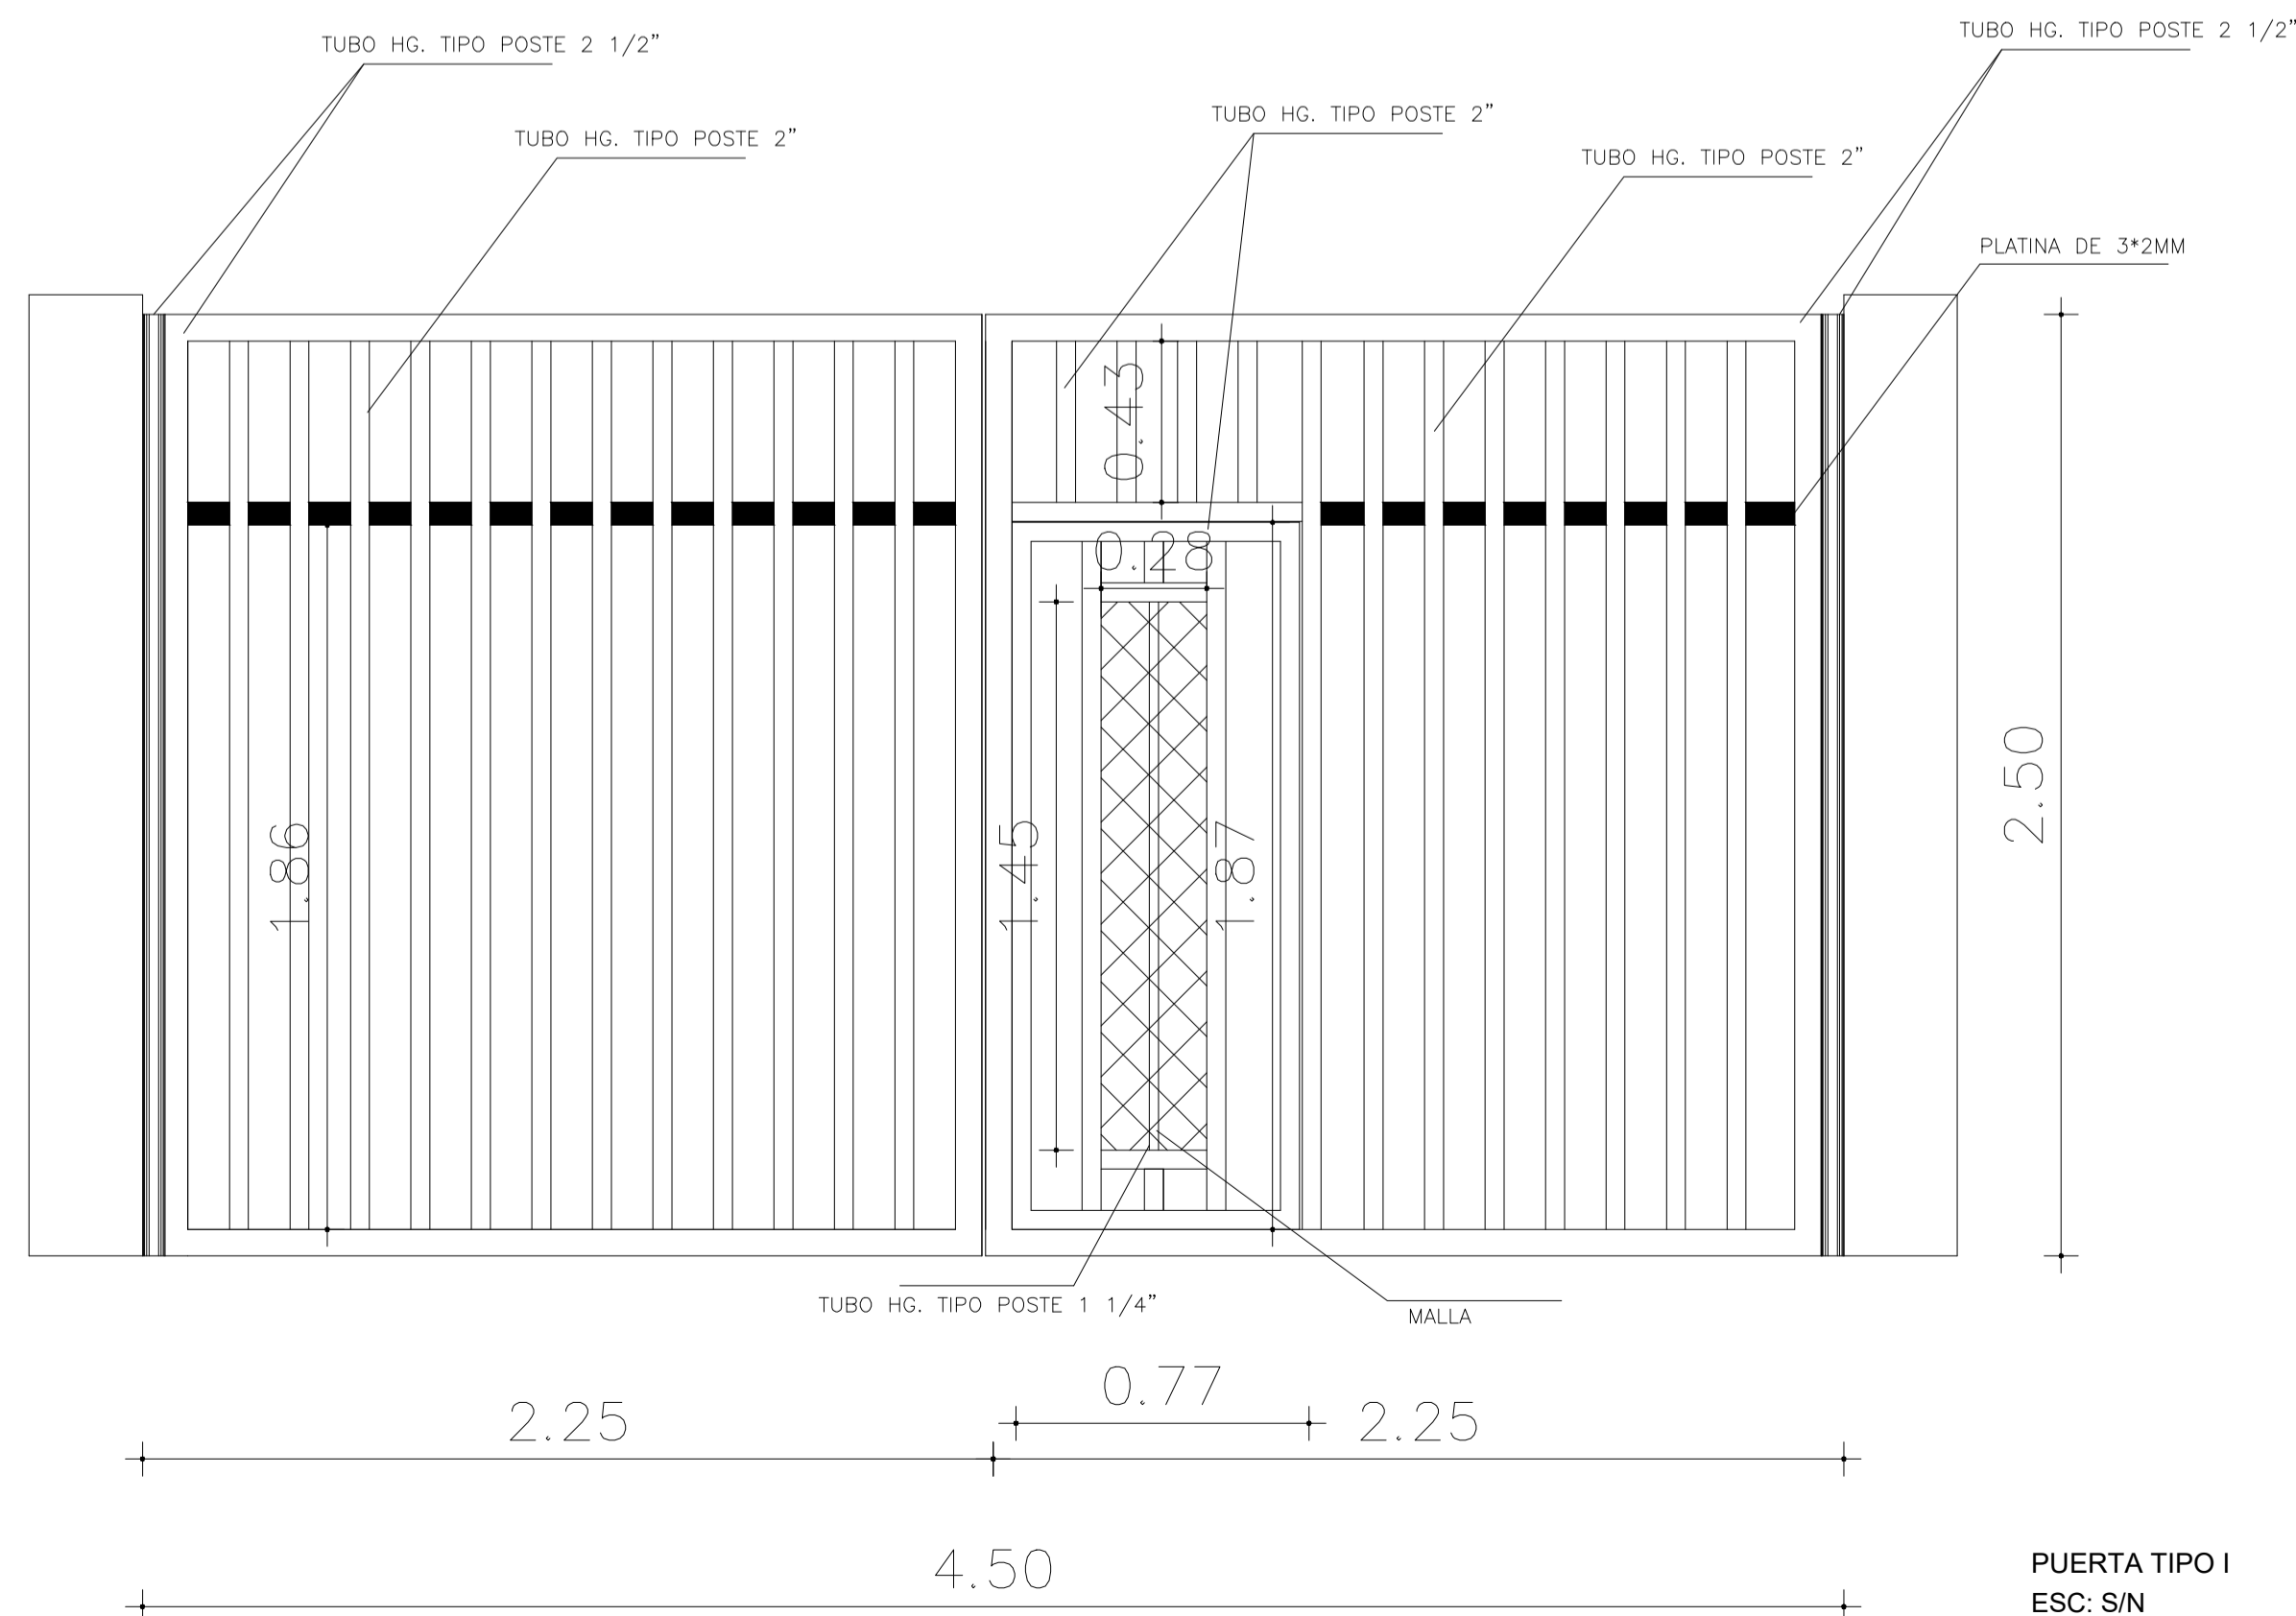 TUBO HG. TIPO POSTE 2 1/2”
TUBO HG. TIPO POSTE 2 1/2”
TUBO HG. TIPO POSTE 2”
TUBO HG. TIPO POSTE 2”
TUBO HG. TIPO POSTE 2”
PLATINA DE 3*2MM
0.43
0.28
2.50
1.86
1.45
1.87
TUBO HG. TIPO POSTE 1 1/4”
MALLA
0.77
2.25
2.25
4.50
PUERTA TIPO I
ESC: S/N